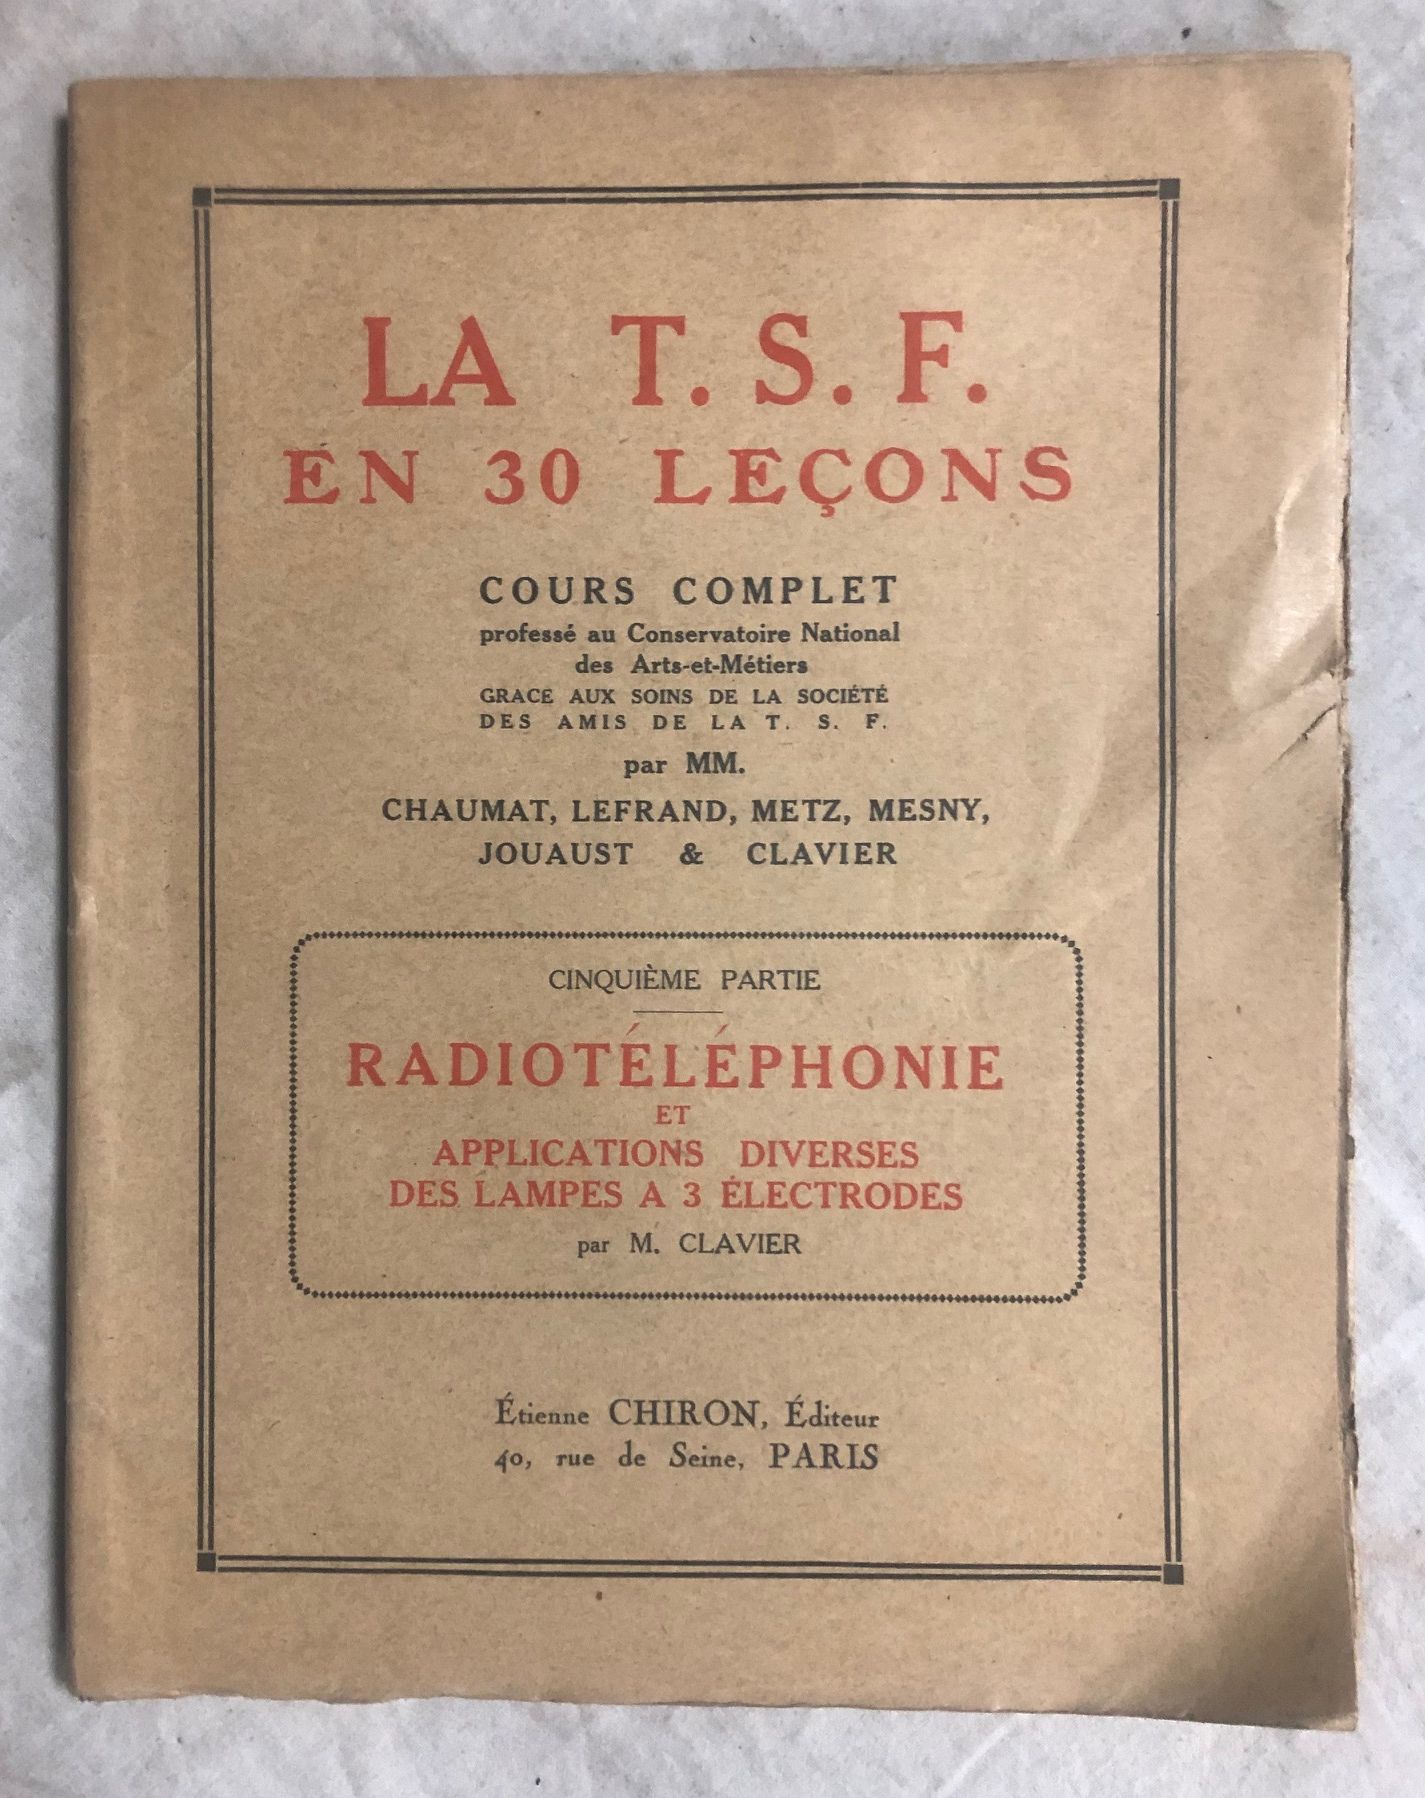 LA T. S. F.
EN 30 LEÇONS
COURS COMPLET
professé au Conservatoire National
des Arts-et-Métiers
GRACE AUX SOINS DE LA SOCIÉTÉ
DES AMIS DE LA T. S. F.
par MM.
CHAUMAT, LEFRAND, METZ, MESNY,
JOUAUST & CLAVIER
CINQUIÈME PARTIE
RADIOTÉLÉPHONIE
ET
APPLICATIONS DIVERSES
DES LAMPES A 3 ÉLECTRODES
par M. CLAVIER
Étienne CHIRON, Éditeur
40, rue de Seine, PARIS